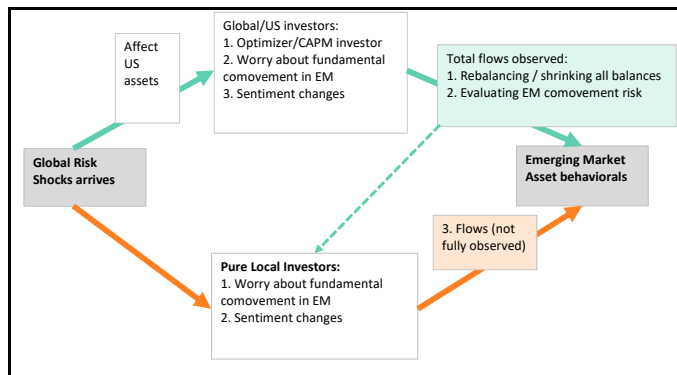 Affect
US
assets
Global/US investors:
1. Optimizer/CAPM investor
2. Worry about fundamental
comovement in EM
3. Sentiment changes
Total flows observed:
1. Rebalancing / shrinking all balances
2. Evaluating EM comovement risk
Global Risk
Shocks arrives
Emerging Market
Asset behaviorals
3. Flows (not
fully observed)
Pure Local Investors:
1. Worry about fundamental
comovement in EM
2. Sentiment changes